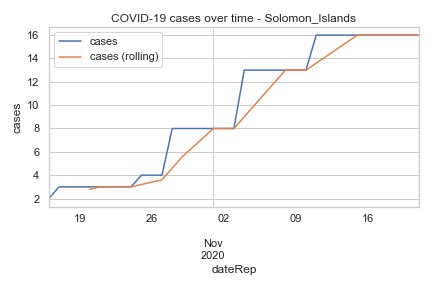 COVID-19 cases over time - Solomon_Islands
cases
cases (rolling)
16
14
12
10
8
6
4
2
cases
19
26
02
09
16
Nov
2020
dateRep